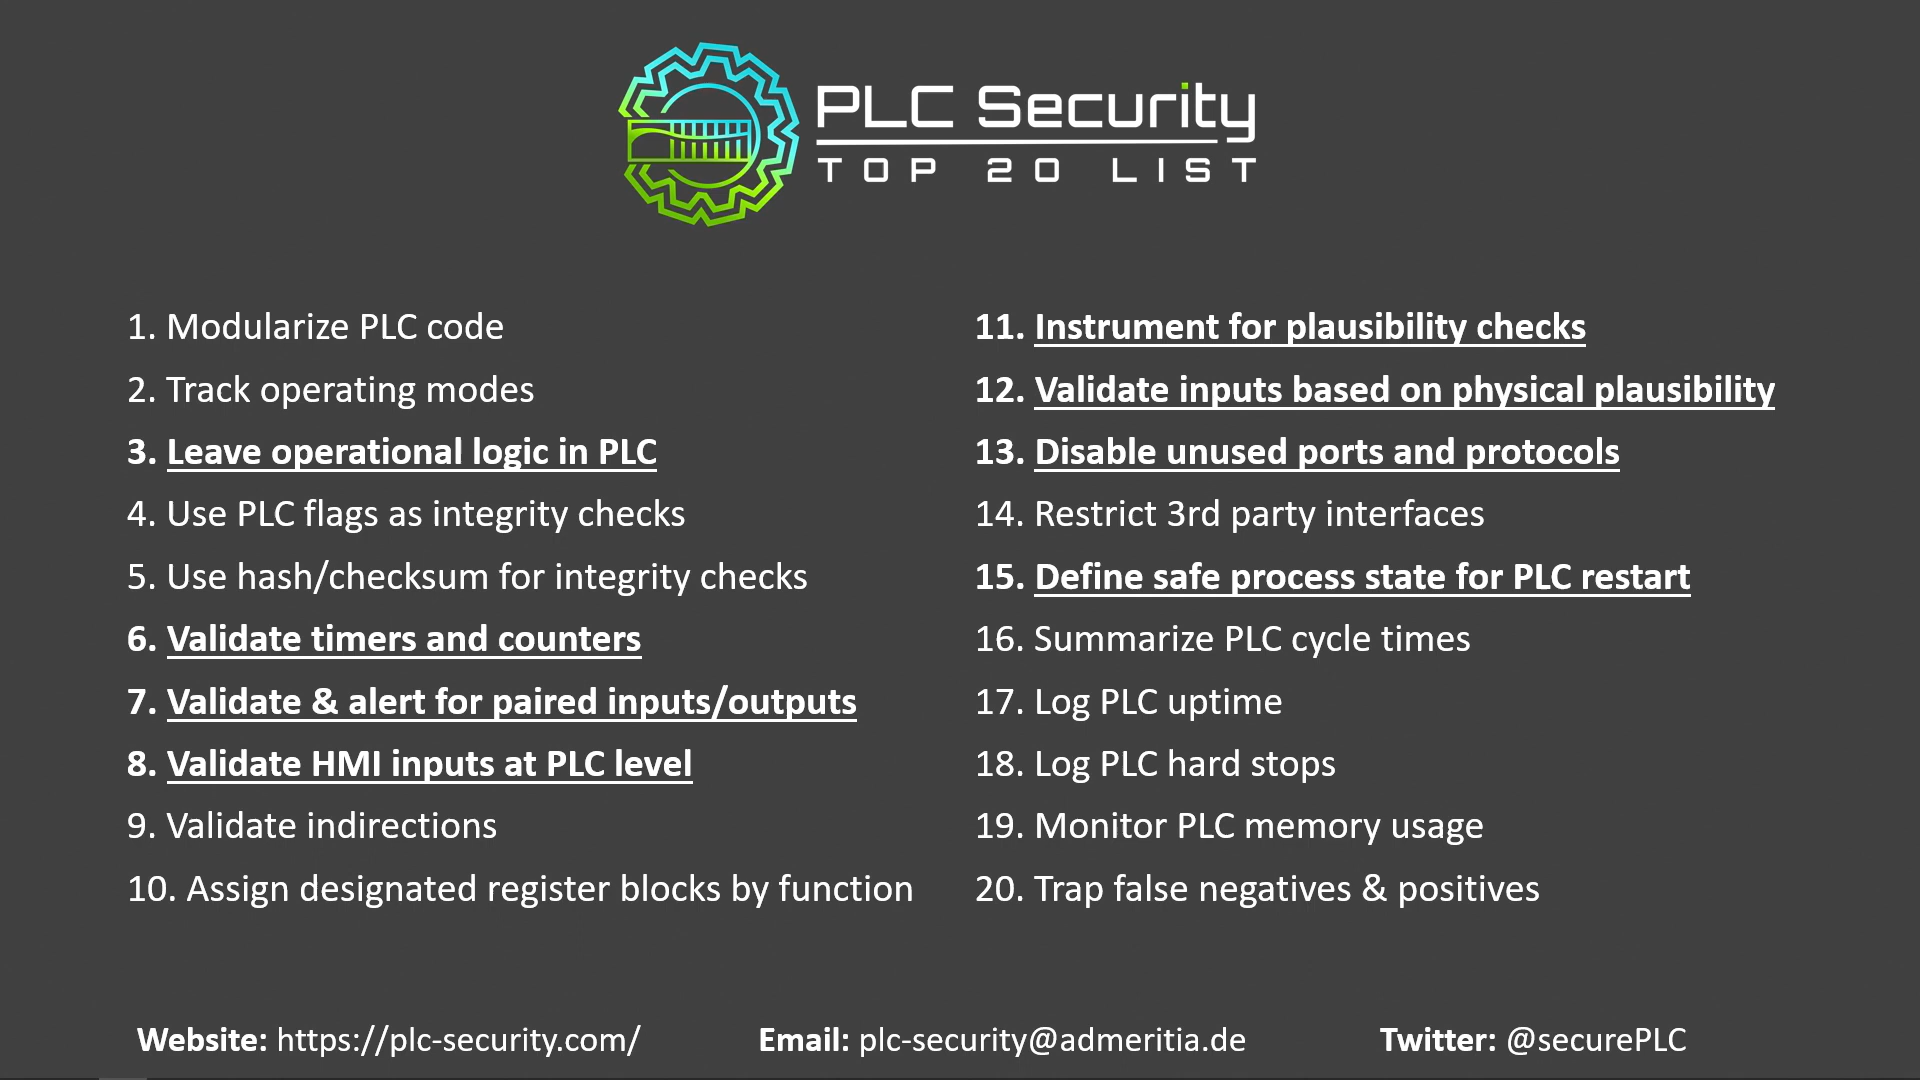 PLC Security
TOP 20 LIST
1. Modularize PLC code
2. Track operating modes
3. Leave operational logic in PLC
4. Use PLC flags as integrity checks
5. Use hash/checksum for integrity checks
6. Validate timers and counters
7. Validate & alert for paired inputs/outputs
8. Validate HMI inputs at PLC level
9. Validate indirections
10. Assign designated register blocks by function
11. Instrument for plausibility checks
12. Validate inputs based on physical plausibility
13. Disable unused ports and protocols
14. Restrict 3rd party interfaces
15. Define safe process state for PLC restart
16. Summarize PLC cycle times
17. Log PLC uptime
18. Log PLC hard stops
19. Monitor PLC memory usage
20. Trap false negatives & positives
Website: https://plc-security.com/
Email: plc-security@admeritia.de
Twitter: @securePLC